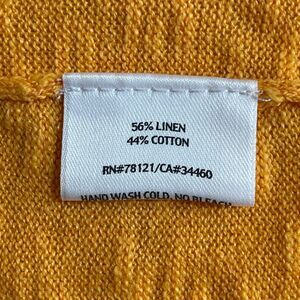 56% LINEN
44% COTTON
RN#78121/CA#34460
HAND WASH COLD, NO BLEACH